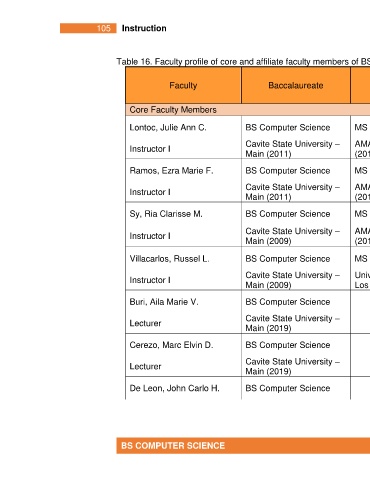 105 Instruction
Table 16. Faculty profile of core and affiliate faculty members of BS
Faculty Baccalaureate
Core Faculty Members
Lontoc, Julie Ann C. BS Computer Science MS
Instructor I Cavite State University – Main (2011) AMA (201
Ramos, Ezra Marie F. BS Computer Science MS
Instructor I Cavite State University – Main (2011) AMA (201
Sy, Ria Clarisse M. BS Computer Science MS
Instructor I Cavite State University – Main (2009) AMA (201
Villacarlos, Russel L. BS Computer Science MS
Instructor I Cavite State University – Main (2009) Univ Los
Buri, Aila Marie V. BS Computer Science
Lecturer Cavite State University – Main (2019)
Cerezo, Marc Elvin D. BS Computer Science
Lecturer Cavite State University – Main (2019)
De Leon, John Carlo H. BS Computer Science
BS COMPUTER SCIENCE